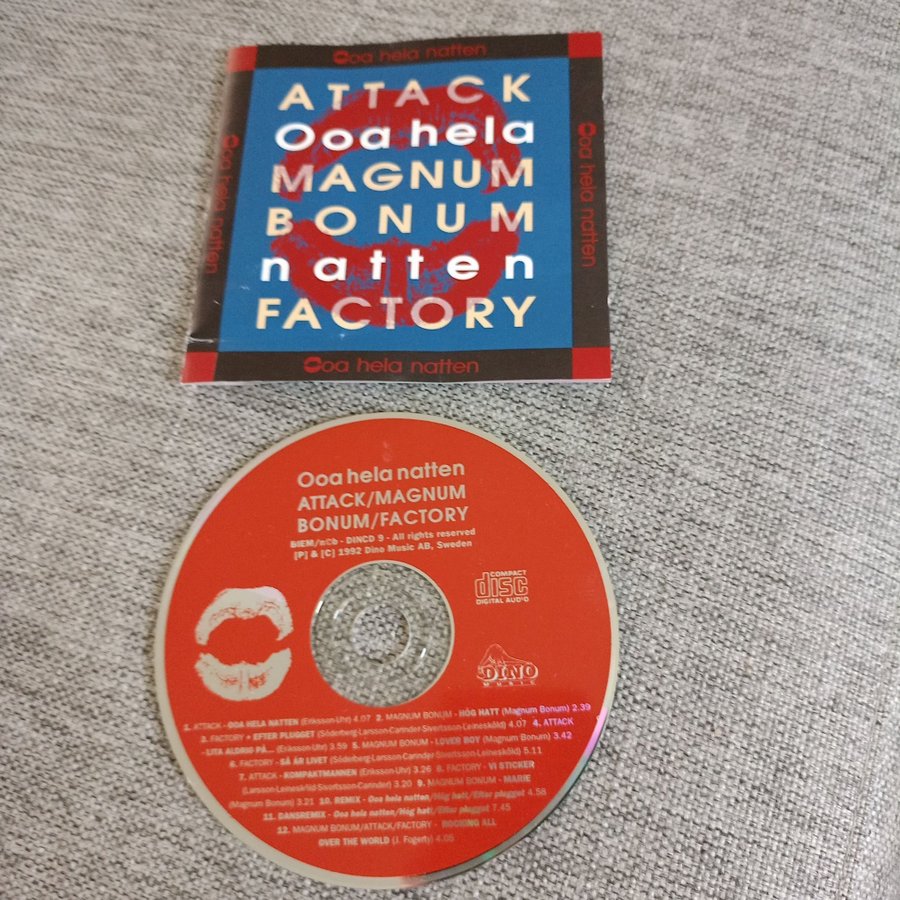 Ooa hela natten
ATTACK
Ooa hela
MAGNUM
BONUM
natten
FACTORY
Ooa hela natten
Ooa hela natten
Ooa hela natten
Ooa hela natten
ATTACK/MAGNUM
BONUM/FACTORY
BIEM/n©b - DINCD 9 - All rights reserved
[P] & [C] 1992 Dino Music AB, Sweden
COMPACT
disc
DIGITAL AUDIO
DINO
MUSIC
1. ATTACK - OOA HELA NATTEN (Eriksson-Uhr) 4.07 2. MAGNUM BONUM - HÖG HATT (Magnum Bonum) 2.39
3. FACTORY - EFTER PLUGGET (Söderberg-Larsson-Carinder-Sivertsson-Leinesköld) 4.07 4. ATTACK
- LITA ALDRIG PÅ... (Eriksson-Uhr) 3.59 5. MAGNUM BONUM - LOVER BOY (Magnum Bonum) 3.42
6. FACTORY - SÅ ÄR LIVET (Söderberg-Larsson-Carinder-Sivertsson-Leinesköld) 5.11
7. ATTACK - KOMPAKTMANNEN (Eriksson-Uhr) 3.26 8. FACTORY - VI STICKER
(Larsson-Leinesköld-Sivertsson-Carinder) 3.20 9. MAGNUM BONUM - MARIE
(Magnum Bonum) 3.21 10. REMIX - Ooa hela natten/Hög hatt/Efter plugget 4.58
11. DANSREMIX - Ooa hela natten/Hög hatt/Efter plugget 7.45
12. MAGNUM BONUM/ATTACK/FACTORY - ROCKING ALL
OVER THE WORLD (J. Fogerty) 4.05